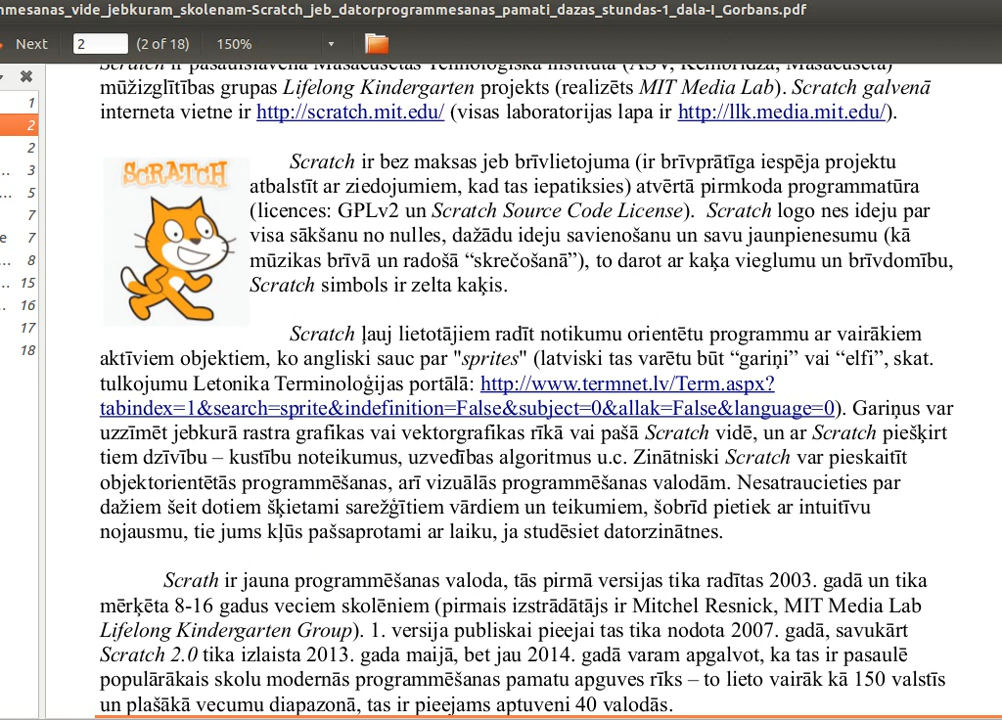 mmesanas_vide_jebkuram_skolenam-Scratch_jeb_datorprogrammesanas_pamati_dazas_stundas-1_dala-I_Gorbans.pdf
Next 2 (2 of 18) 150%
1
2
2
... 3
... 5
7
e 7
... 8
... 15
... 16
17
18
Scratch ir pasaulslavenā Masačūsetas Tehnoloģiskā institūta (ASV, Kembridža, Masačūseta)
mūžizglītības grupas Lifelong Kindergarten projekts (realizēts MIT Media Lab). Scratch galvenā
interneta vietne ir http://scratch.mit.edu/ (visas laboratorijas lapa ir http://llk.media.mit.edu/).
SCRATCH
Scratch ir bez maksas jeb brīvlietojuma (ir brīvprātīga iespēja projektu
atbalstīt ar ziedojumiem, kad tas iepatiksies) atvērtā pirmkoda programmatūra
(licences: GPLv2 un Scratch Source Code License). Scratch logo nes ideju par
visa sākšanu no nulles, dažādu ideju savienošanu un savu jaunpienesumu (kā
mūzikas brīvā un radošā “skrečošanā”), to darot ar kaķa vieglumu un brīvdomību,
Scratch simbols ir zelta kaķis.
Scratch ļauj lietotājiem radīt notikumu orientētu programmu ar vairākiem
aktīviem objektiem, ko angliski sauc par "sprites" (latviski tas varētu būt “gariņi” vai “elfi”, skat.
tulkojumu Letonika Terminoloģijas portālā: http://www.termnet.lv/Term.aspx?
tabindex=1&search=sprite&indefinition=False&subject=0&allak=False&language=0). Gariņus var
uzzīmēt jebkurā rastra grafikas vai vektorgrafikas rīkā vai pašā Scratch vidē, un ar Scratch piešķirt
tiem dzīvību – kustību noteikumus, uzvedības algoritmus u.c. Zinātniski Scratch var pieskaitīt
objektorientētās programmēšanas, arī vizuālās programmēšanas valodām. Nesatraucieties par
dažiem šeit dotiem šķietami sarežģītiem vārdiem un teikumiem, šobrīd pietiek ar intuitīvu
nojausmu, tie jums kļūs pašsaprotami ar laiku, ja studēsiet datorzinātnes.
Scrath ir jauna programmēšanas valoda, tās pirmā versijas tika radītas 2003. gadā un tika
mērķēta 8-16 gadus veciem skolēniem (pirmais izstrādātājs ir Mitchel Resnick, MIT Media Lab
Lifelong Kindergarten Group). 1. versija publiskai pieejai tas tika nodota 2007. gadā, savukārt
Scratch 2.0 tika izlaista 2013. gada maijā, bet jau 2014. gadā varam apgalvot, ka tas ir pasaulē
populārākais skolu modernās programmēšanas pamatu apguves rīks – to lieto vairāk kā 150 valstīs
un plašākā vecumu diapazonā, tas ir pieejams aptuveni 40 valodās.